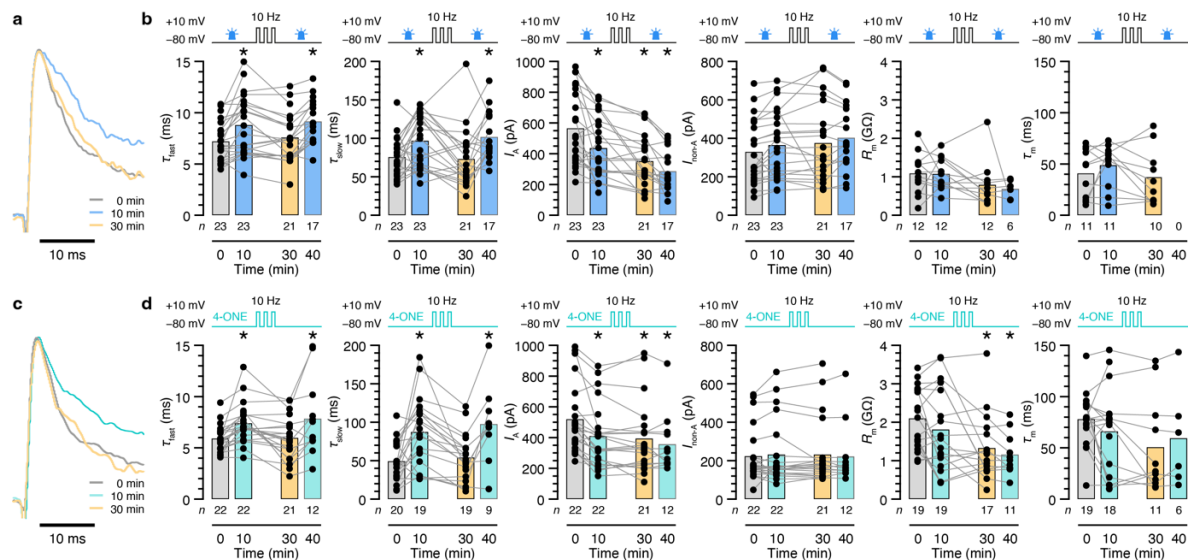 a
0 min
10 min
30 min
10 ms
b
+10 mV
−80 mV
10 Hz
* *
τfast (ms)
15
10
5
0
n 23 23 21 17
0 10 30 40
Time (min)
10 Hz
* *
τslow (ms)
200
150
100
50
0
23 23 21 17
0 10 30 40
Time (min)
+10 mV
−80 mV
10 Hz
* * *
IA (pA)
1,000
800
600
400
200
0
23 23 21 17
0 10 30 40
Time (min)
+10 mV
−80 mV
10 Hz
Inon-A (pA)
800
600
400
200
0
23 23 21 17
0 10 30 40
Time (min)
+10 mV
−80 mV
10 Hz
Rm (GΩ)
4
3
2
1
0
n 12 12 12 6
0 10 30 40
Time (min)
+10 mV
−80 mV
10 Hz
τm (ms)
150
100
50
0
n 11 11 10 0
0 10 30 40
Time (min)
c
0 min
10 min
30 min
10 ms
d
+10 mV
−80 mV
10 Hz
4-ONE
* *
τfast (ms)
15
10
5
0
n 22 22 21 12
0 10 30 40
Time (min)
+10 mV
−80 mV
10 Hz
4-ONE
* *
τslow (ms)
200
150
100
50
0
n 20 19 19 9
0 10 30 40
Time (min)
+10 mV
−80 mV
10 Hz
4-ONE
* * *
IA (pA)
1,000
800
600
400
200
0
n 22 22 21 12
0 10 30 40
Time (min)
+10 mV
−80 mV
10 Hz
4-ONE
Inon-A (pA)
800
600
400
200
0
n 22 22 21 12
0 10 30 40
Time (min)
+10 mV
−80 mV
10 Hz
4-ONE
* *
Rm (GΩ)
4
3
2
1
0
n 19 19 17 11
0 10 30 40
Time (min)
+10 mV
−80 mV
10 Hz
4-ONE
τm (ms)
150
100
50
0
n 19 18 11 6
0 10 30 40
Time (min)